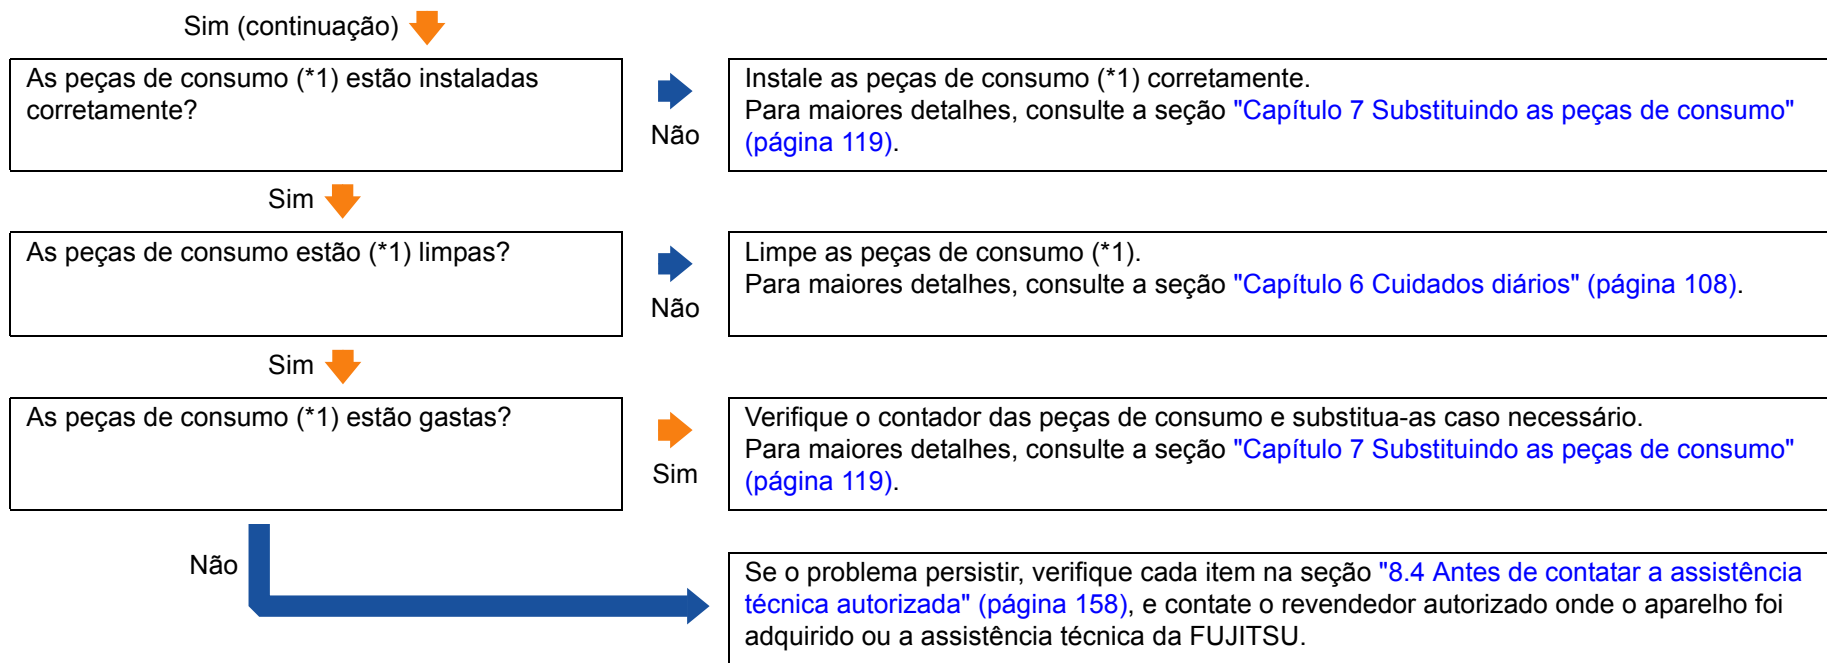 Sim (continuação)
As peças de consumo (*1) estão instaladas
corretamente?
Não
Instale as peças de consumo (*1) corretamente.
Para maiores detalhes, consulte a seção "Capítulo 7 Substituindo as peças de consumo"
(página 119).
Sim
As peças de consumo estão (*1) limpas?
Não
Limpe as peças de consumo (*1).
Para maiores detalhes, consulte a seção "Capítulo 6 Cuidados diários" (página 108).
Sim
As peças de consumo (*1) estão gastas?
Sim
Verifique o contador das peças de consumo e substitua-as caso necessário.
Para maiores detalhes, consulte a seção "Capítulo 7 Substituindo as peças de consumo"
(página 119).
Não
Se o problema persistir, verifique cada item na seção "8.4 Antes de contatar a assistência
técnica autorizada" (página 158), e contate o revendedor autorizado onde o aparelho foi
adquirido ou a assistência técnica da FUJITSU.